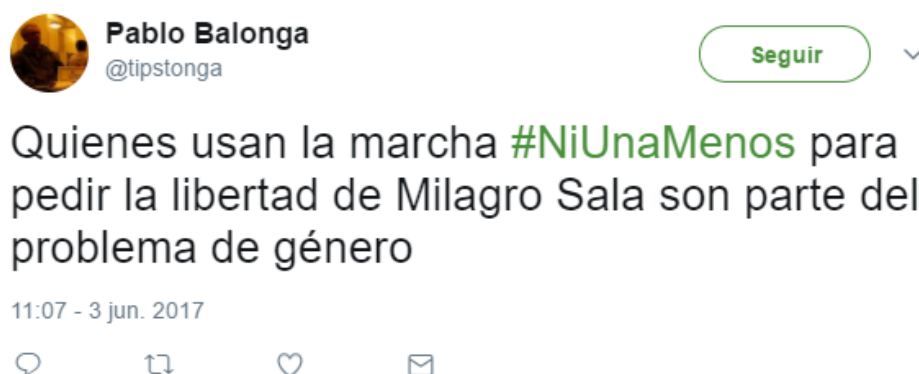 Pablo Balonga
@tipstonga
Seguir
Quienes usan la marcha #NiUnaMenos para
pedir la libertad de Milagro Sala son parte del
problema de género
11:07 - 3 jun. 2017